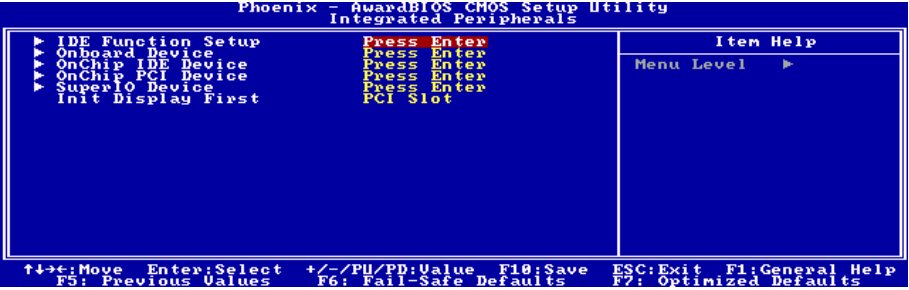 Phoenix - AwardBIOS CMOS Setup Utility
Integrated Peripherals
► IDE Function Setup Press Enter Item Help
► Onboard Device Press Enter
► OnChip IDE Device Press Enter Menu Level ►
► OnChip PCI Device Press Enter
► SuperIO Device Press Enter
Init Display First PCI Slot
↑↓→←:Move Enter:Select +/-/PU/PD:Value F10:Save ESC:Exit F1:General Help
F5: Previous Values F6: Fail-Safe Defaults F7: Optimized Defaults